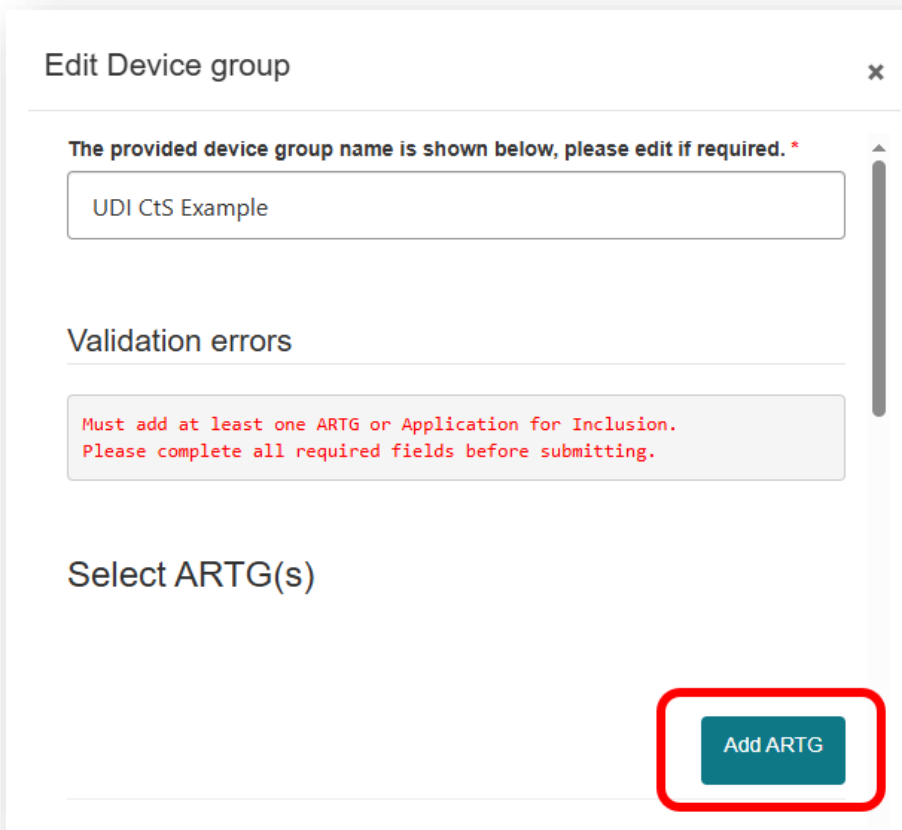 Edit Device group
×
The provided device group name is shown below, please edit if required. *
UDI CtS Example
Validation errors
Must add at least one ARTG or Application for Inclusion.
Please complete all required fields before submitting.
Select ARTG(s)
Add ARTG